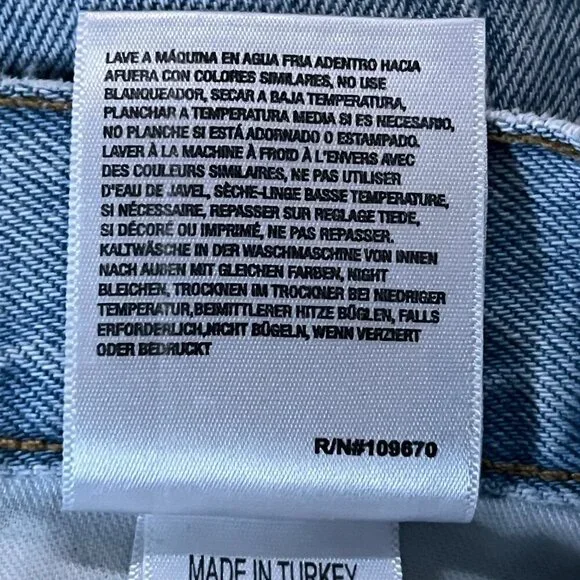 LAVE A MÁQUINA EN AGUA FRIA ADENTRO HACIA
AFUERA CON COLORES SIMILARES, NO USE
BLANQUEADOR, SECAR A BAJA TEMPERATURA,
PLANCHAR A TEMPERATURA MEDIA SI ES NECESARIO,
NO PLANCHE SI ESTÁ ADORNADO O ESTAMPADO.
LAVER À LA MACHINE À FROID À L'ENVERS AVEC
DES COULEURS SIMILAIRES, NE PAS UTILISER
D'EAU DE JAVEL, SÈCHE-LINGE BASSE TEMPERATURE,
SI NÉCESSAIRE, REPASSER SUR REGLAGE TIEDE,
SI DÉCORÉ OU IMPRIMÉ, NE PAS REPASSER.
KALTWÄSCHE IN DER WASCHMASCHINE VON INNEN
NACH AUßEN MIT GLEICHEN FARBEN, NIGHT
BLEICHEN, TROCKNEN IM TROCKNER BEI NIEDRIGER
TEMPERATUR,BEIMITTLERER HITZE BÜGLEN, FALLS
ERFORDERLICH,NICHT BÜGELN, WENN VERZIERT
ODER BEDRUCKT
R/N#109670
MADE IN TURKEY